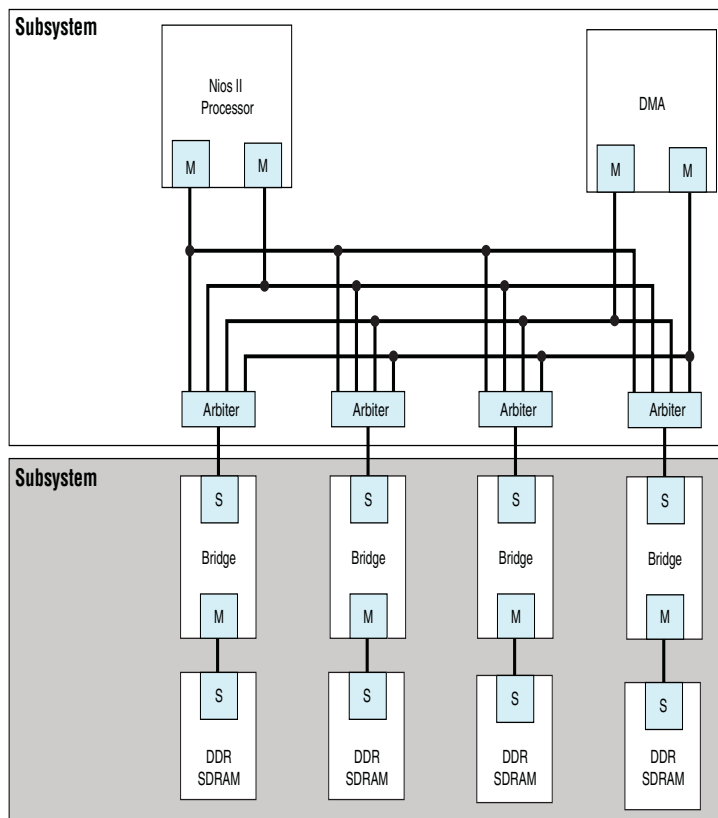 Subsystem
Nios II
Processor
DMA
M
M
M
M
Arbiter
Arbiter
Arbiter
Arbiter
Subsystem
S
S
S
S
Bridge
Bridge
Bridge
Bridge
M
M
M
M
S
S
S
S
DDR
SDRAM
DDR
SDRAM
DDR
SDRAM
DDR
SDRAM